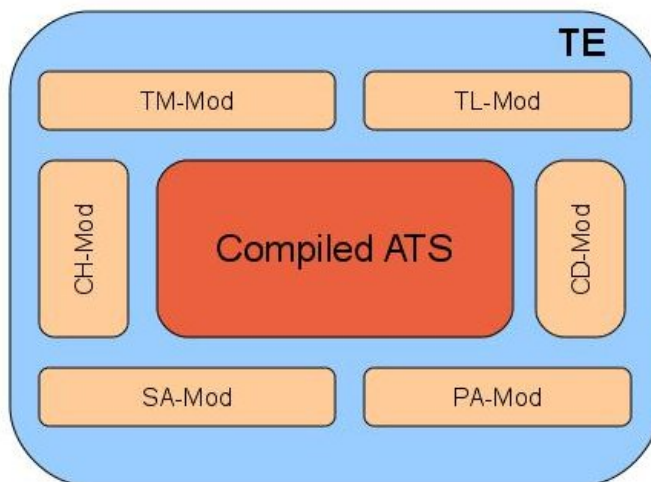 TE
TM-Mod
TL-Mod
CH-Mod
Compiled ATS
CD-Mod
SA-Mod
PA-Mod